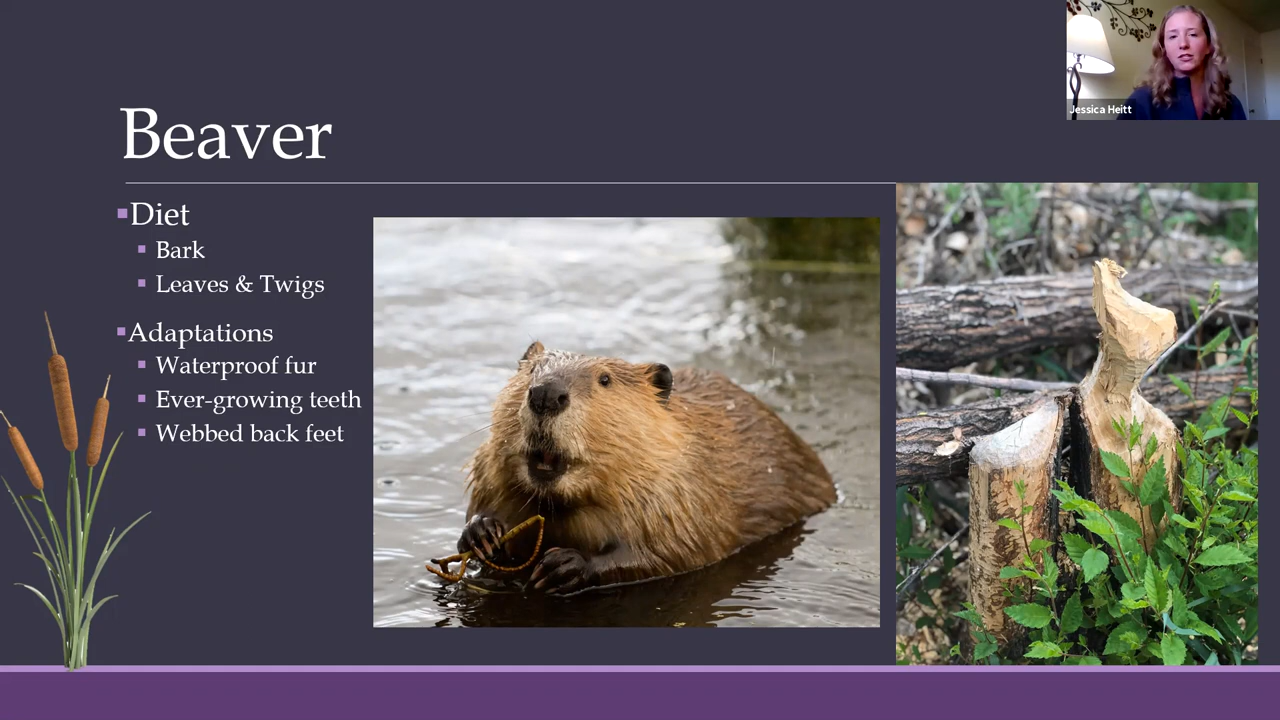 Jessica Heitt
Beaver
Diet
Bark
Leaves & Twigs
Adaptations
Waterproof fur
Ever-growing teeth
Webbed back feet